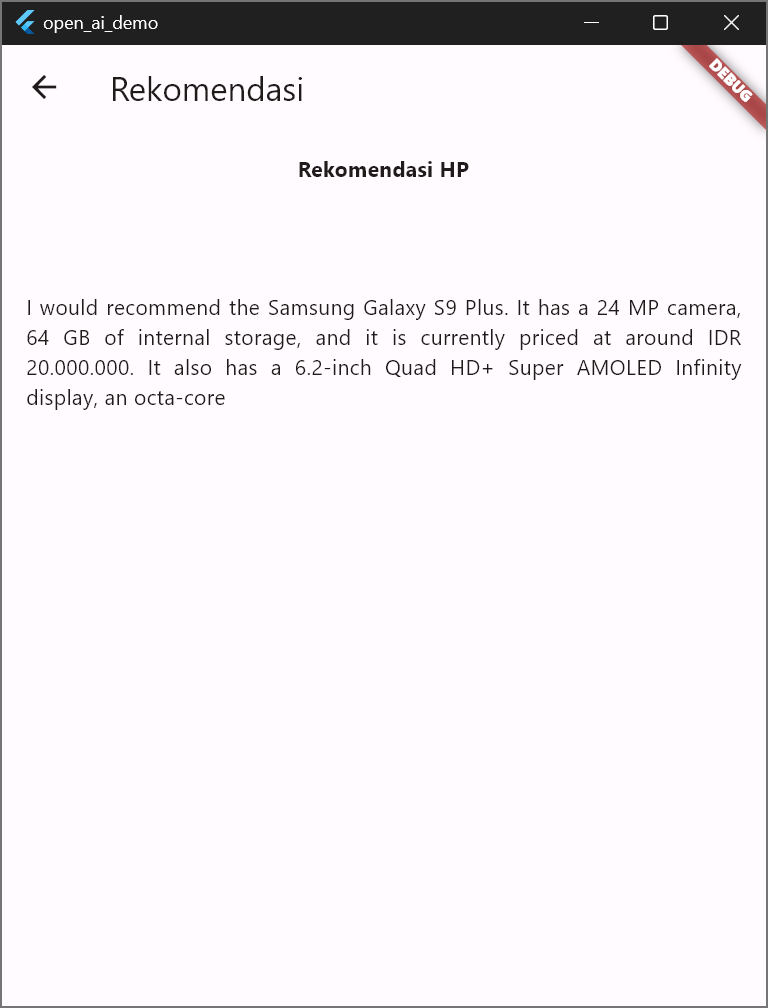 open_ai_demo
DEBUG
Rekomendasi
Rekomendasi HP
I would recommend the Samsung Galaxy S9 Plus. It has a 24 MP camera,
64 GB of internal storage, and it is currently priced at around IDR
20.000.000. It also has a 6.2-inch Quad HD+ Super AMOLED Infinity
display, an octa-core